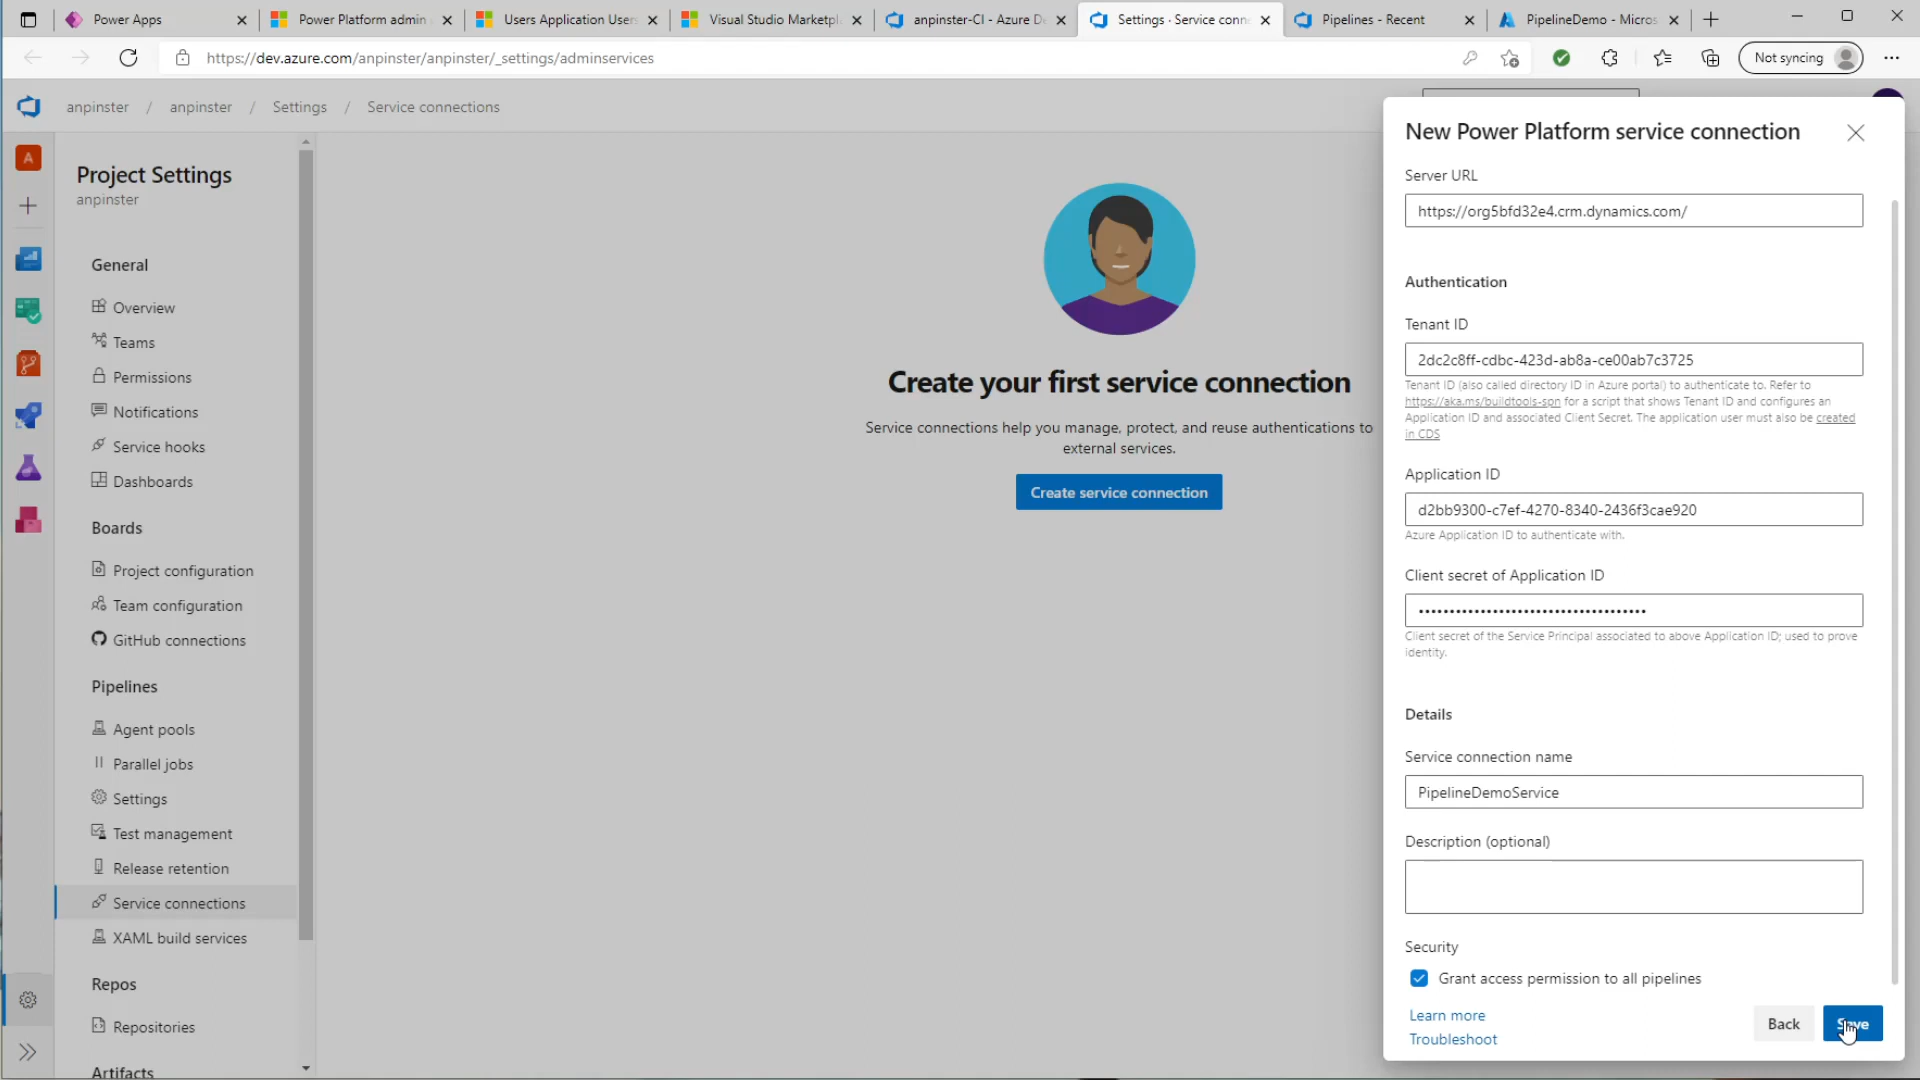 Power Apps
Power Platform admin
Users Application Users
Visual Studio Marketpl
anpinster-CI - Azure De
Settings · Service conne
Pipelines - Recent
PipelineDemo - Micros
https://dev.azure.com/anpinster/anpinster/_settings/adminservices
Not syncing
anpinster / anpinster / Settings / Service connections
A
Project Settings
anpinster
General
Overview
Teams
Permissions
Notifications
Service hooks
Dashboards
Boards
Project configuration
Team configuration
GitHub connections
Pipelines
Agent pools
Parallel jobs
Settings
Test management
Release retention
Service connections
XAML build services
Repos
Repositories
Artifacts
Create your first service connection
Service connections help you manage, protect, and reuse authentications to
external services.
Create service connection
New Power Platform service connection
Server URL
https://org5bfd32e4.crm.dynamics.com/
Authentication
Tenant ID
2dc2c8ff-cdbc-423d-ab8a-ce00ab7c3725
Tenant ID (also called directory ID in Azure portal) to authenticate to. Refer to
https://aka.ms/buildtools-spn for a script that shows Tenant ID and configures an
Application ID and associated Client Secret. The application user must also be created
in CDS
Application ID
d2bb9300-c7ef-4270-8340-2436f3cae920
Azure Application ID to authenticate with.
Client secret of Application ID
Client secret of the Service Principal associated to above Application ID; used to prove
identity.
Details
Service connection name
PipelineDemoService
Description (optional)
Security
Grant access permission to all pipelines
Learn more
Troubleshoot
Back
Save